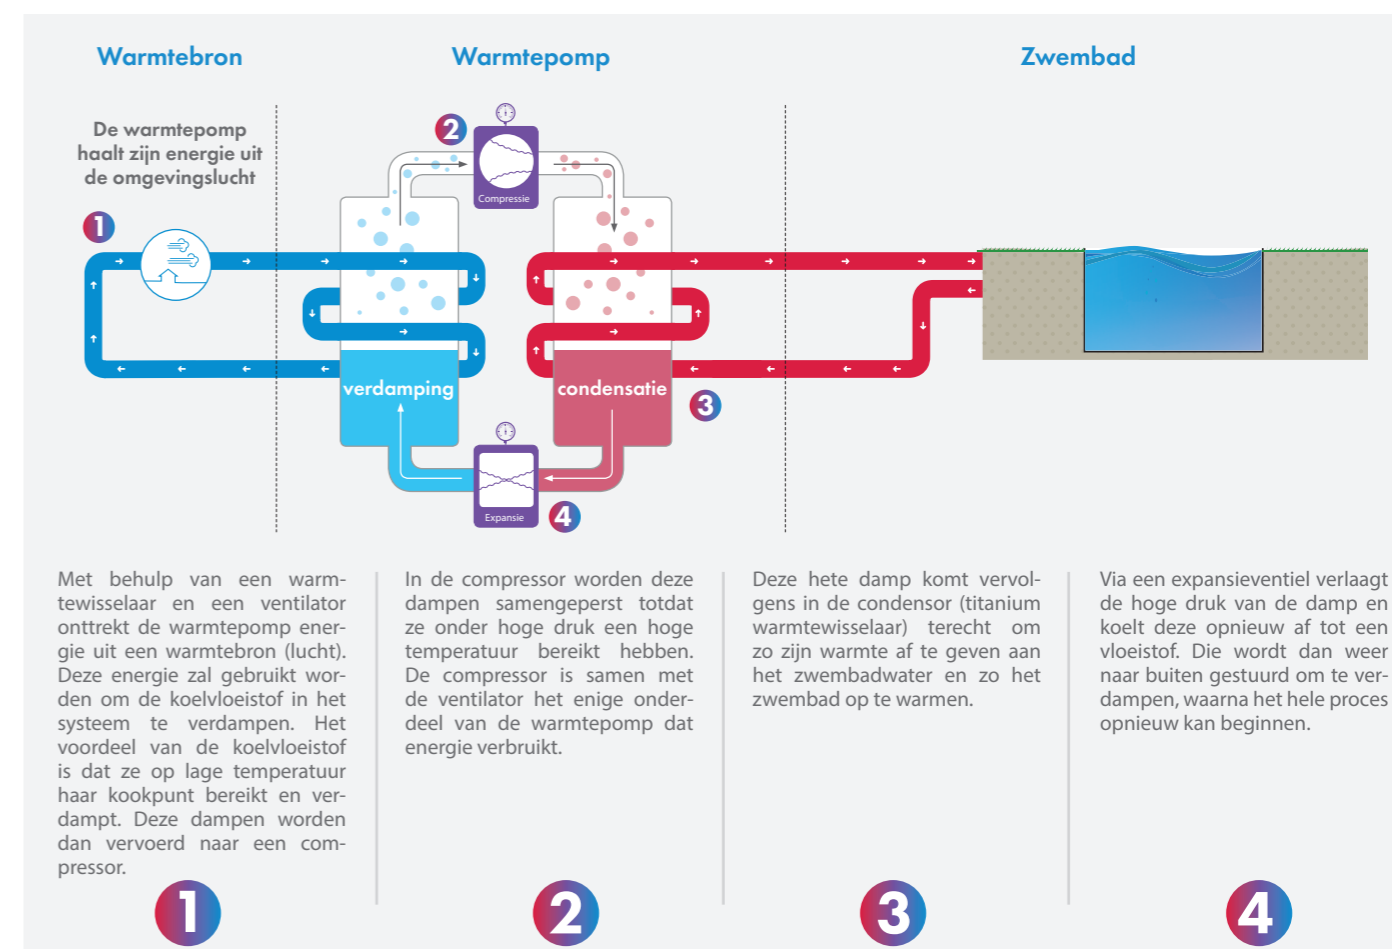 Warmtebron
Warmtepomp
Zwembad
De warmtepomp
haalt zijn energie uit
de omgevingslucht
1
2
Compressie
verdamping
condensatie
3
Expansie
4
Met behulp van een warm-
tewisselaar en een ventilator
onttrekt de warmtepomp ener-
gie uit een warmtebron (lucht).
Deze energie zal gebruikt wor-
den om de koelvloeistof in het
systeem te verdampen. Het
voordeel van de koelvloeistof
is dat ze op lage temperatuur
haar kookpunt bereikt en ver-
dampt. Deze dampen worden
dan vervoerd naar een com-
pressor.
1
In de compressor worden deze
dampen samengeperst totdat
ze onder hoge druk een hoge
temperatuur bereikt hebben.
De compressor is samen met
de ventilator het enige onder-
deel van de warmtepomp dat
energie verbruikt.
2
Deze hete damp komt vervol-
gens in de condensor (titanium
warmtewisselaar) terecht om
zo zijn warmte af te geven aan
het zwembadwater en zo het
zwembad op te warmen.
3
Via een expansieventiel verlaagt
de hoge druk van de damp en
koelt deze opnieuw af tot een
vloeistof. Die wordt dan weer
naar buiten gestuurd om te ver-
dampen, waarna het hele proces
opnieuw kan beginnen.
4